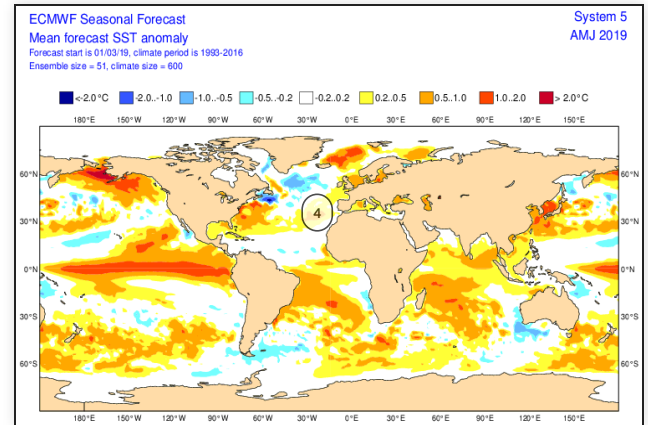 ECMWF Seasonal Forecast
System 5
Mean forecast SST anomaly
AMJ 2019
Forecast start is 01/03/19, climate period is 1993-2016
Ensemble size = 51, climate size = 600
<-2.0°C -2.0..-1.0 -1.0..-0.5 -0.5..-0.2 -0.2..0.2 0.2..0.5 0.5..1.0 1.0..2.0 > 2.0°C
180°E 150°W 120°W 90°W 60°W 30°W 0°E 30°E 60°E 90°E 120°E 150°E
60°N 60°N
30°N 4 30°N
0°N 0°N
30°S 30°S
60°S 60°S
180°E 150°W 120°W 90°W 60°W 30°W 0°E 30°E 60°E 90°E 120°E 150°E